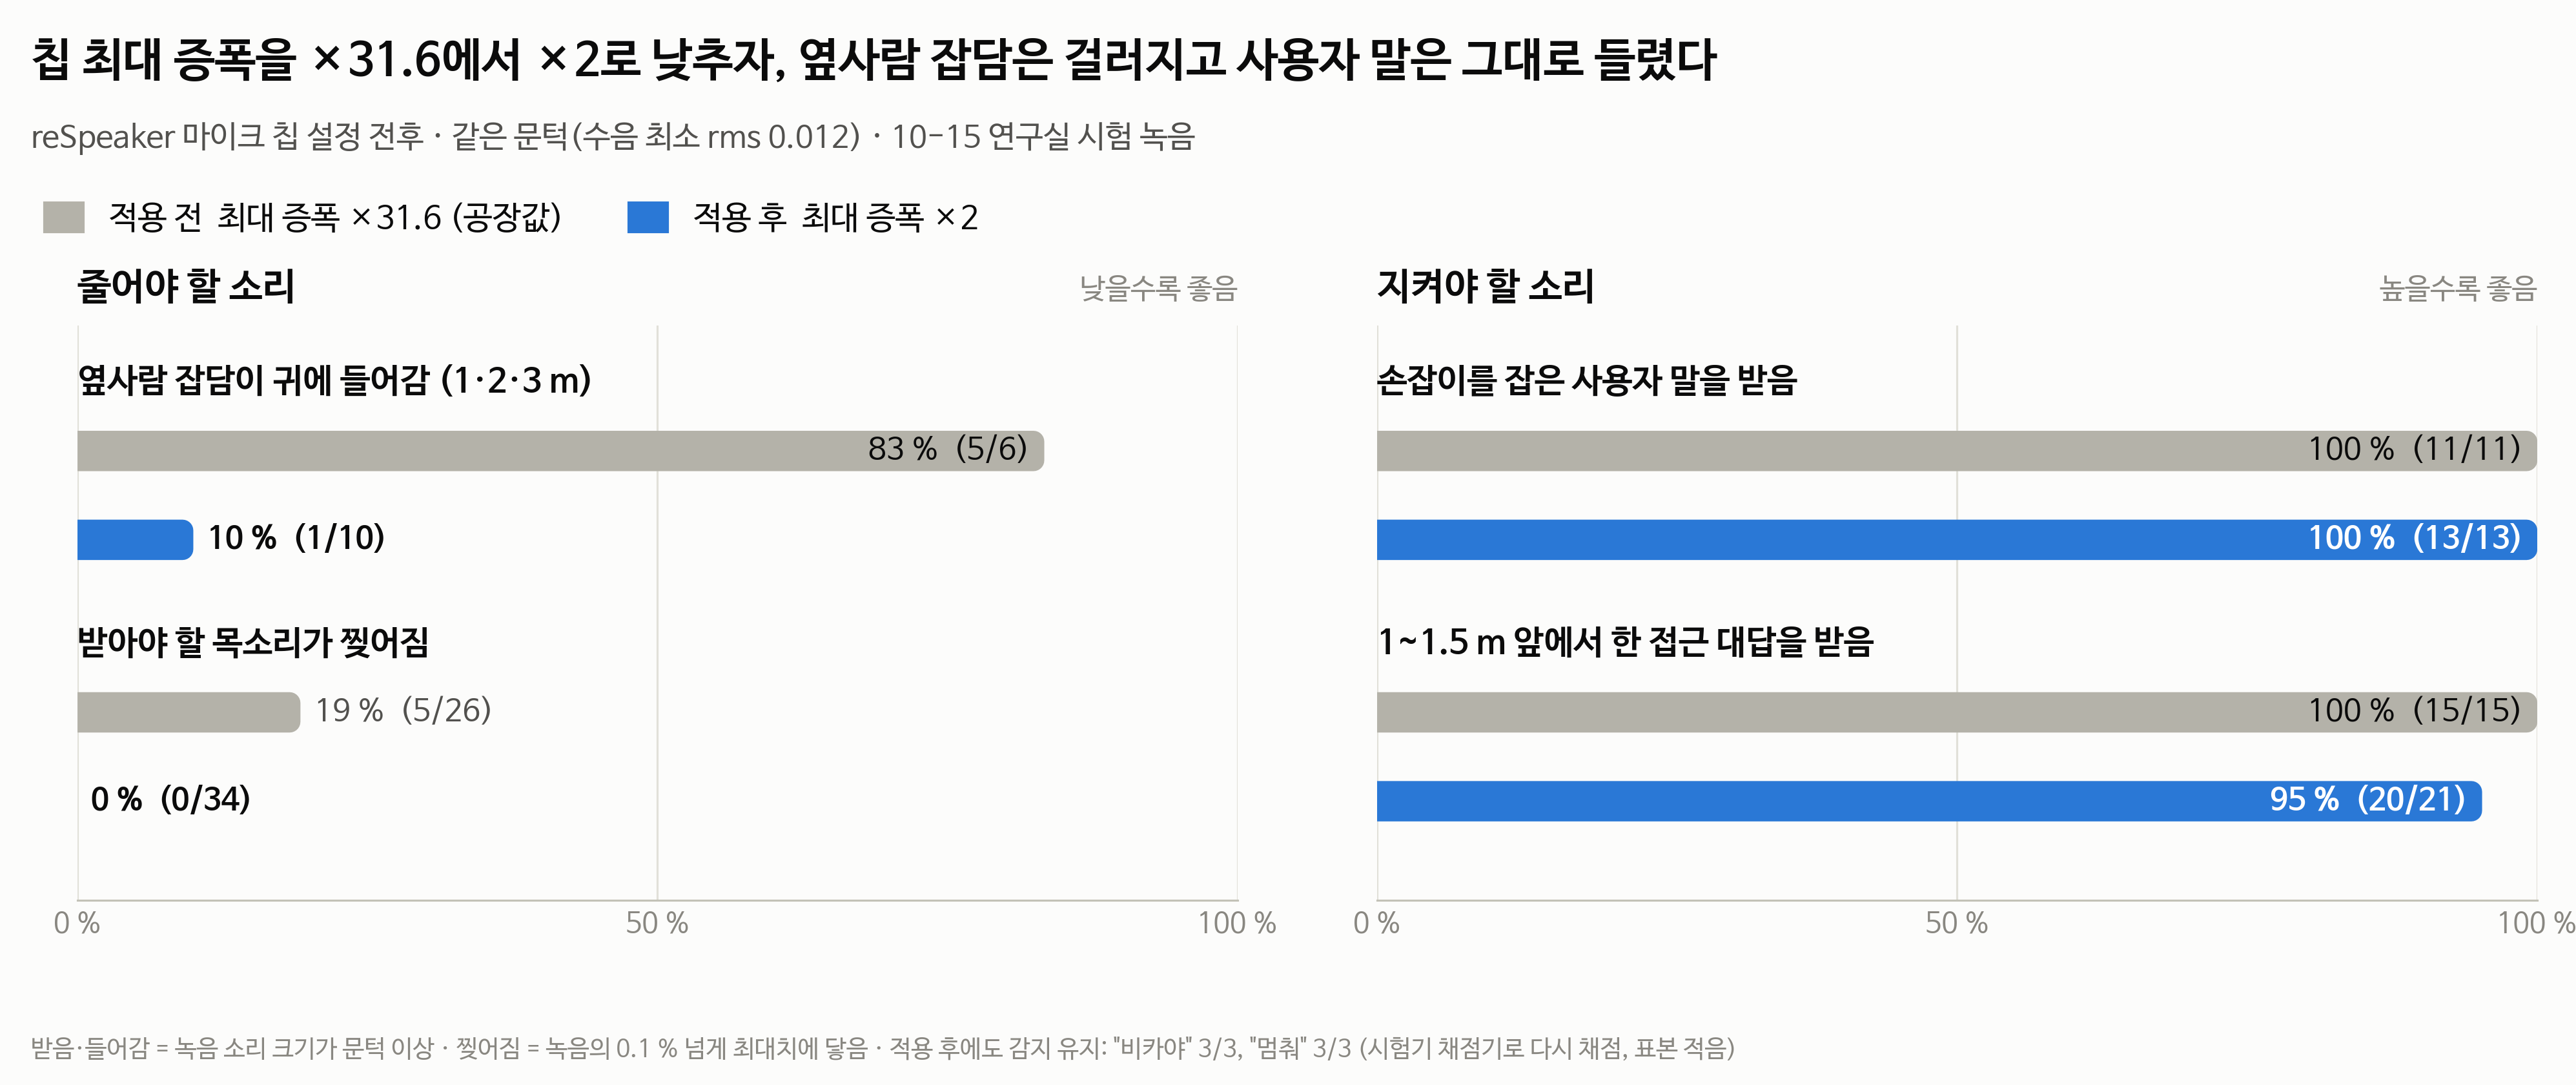 칩 최대 증폭을 ×31.6에서 ×2로 낮추자, 옆사람 잡담은 걸러지고 사용자 말은 그대로 들렸다
reSpeaker 마이크 칩 설정 전후 · 같은 문턱(수음 최소 rms 0.012) · 10-15 연구실 시험 녹음
적용 전 최대 증폭 ×31.6 (공장값)
적용 후 최대 증폭 ×2
줄어야 할 소리
낮을수록 좋음
옆사람 잡담이 귀에 들어감 (1·2·3 m)
83 % (5/6)
10 % (1/10)
받아야 할 목소리가 찢어짐
19 % (5/26)
0 % (0/34)
0 %
50 %
100 %
지켜야 할 소리
높을수록 좋음
손잡이를 잡은 사용자 말을 받음
100 % (11/11)
100 % (13/13)
1~1.5 m 앞에서 한 접근 대답을 받음
100 % (15/15)
95 % (20/21)
0 %
50 %
100 %
받음·들어감 = 녹음 소리 크기가 문턱 이상 · 찢어짐 = 녹음의 0.1 % 넘게 최대치에 닿음 · 적용 후에도 감지 유지: "비카야" 3/3, "멈춰" 3/3 (시험기 채점기로 다시 채점, 표본 적음)